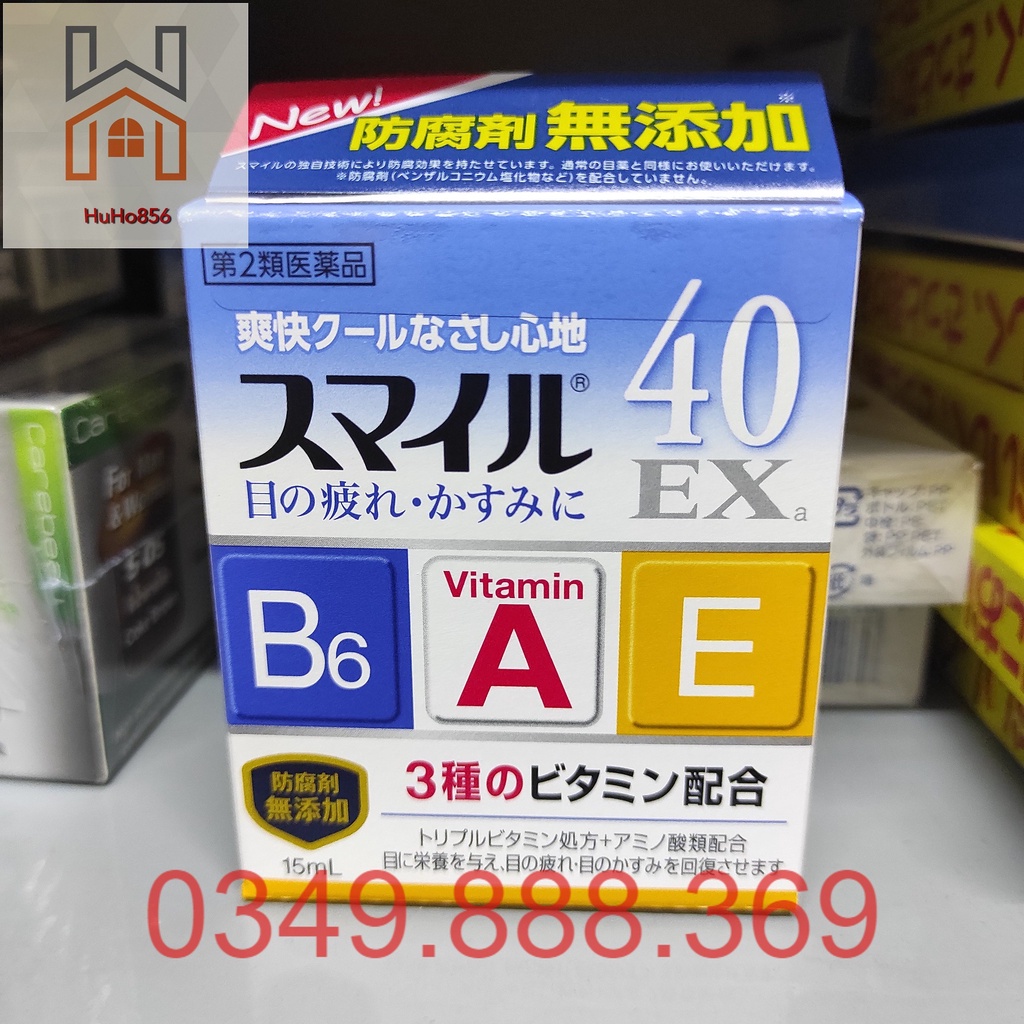 HuHo856
New!
防腐剤 無添加※
スマイルの独自技術により防腐効果を持たせています。通常の目薬と同様にお使いいただけます。
※防腐剤(ベンザルコニウム塩化物など)を配合していません。
第2類医薬品
爽快クールなさし心地
スマイル®
40
EXa
目の疲れ・かすみに
B6
Vitamin
A
E
防腐剤
無添加
15mL
3種のビタミン配合
トリプルビタミン処方+アミノ酸類配合
目に栄養を与え、目の疲れ・目のかすみを回復させます
0349.888.369